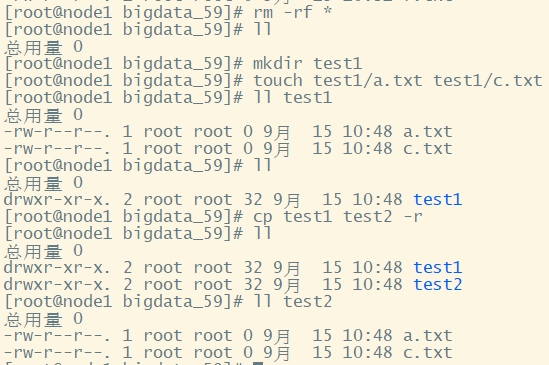 [root@node1 bigdata_59]# rm -rf *
[root@node1 bigdata_59]# ll
总用量 0
[root@node1 bigdata_59]# mkdir test1
[root@node1 bigdata_59]# touch test1/a.txt test1/c.txt
[root@node1 bigdata_59]# ll test1
总用量 0
-rw-r--r--. 1 root root 0 9月  15 10:48 a.txt
-rw-r--r--. 1 root root 0 9月  15 10:48 c.txt
[root@node1 bigdata_59]# ll
总用量 0
drwxr-xr-x. 2 root root 32 9月  15 10:48 test1
[root@node1 bigdata_59]# cp test1 test2 -r
[root@node1 bigdata_59]# ll
总用量 0
drwxr-xr-x. 2 root root 32 9月  15 10:48 test1
drwxr-xr-x. 2 root root 32 9月  15 10:48 test2
[root@node1 bigdata_59]# ll test2
总用量 0
-rw-r--r--. 1 root root 0 9月  15 10:48 a.txt
-rw-r--r--. 1 root root 0 9月  15 10:48 c.txt